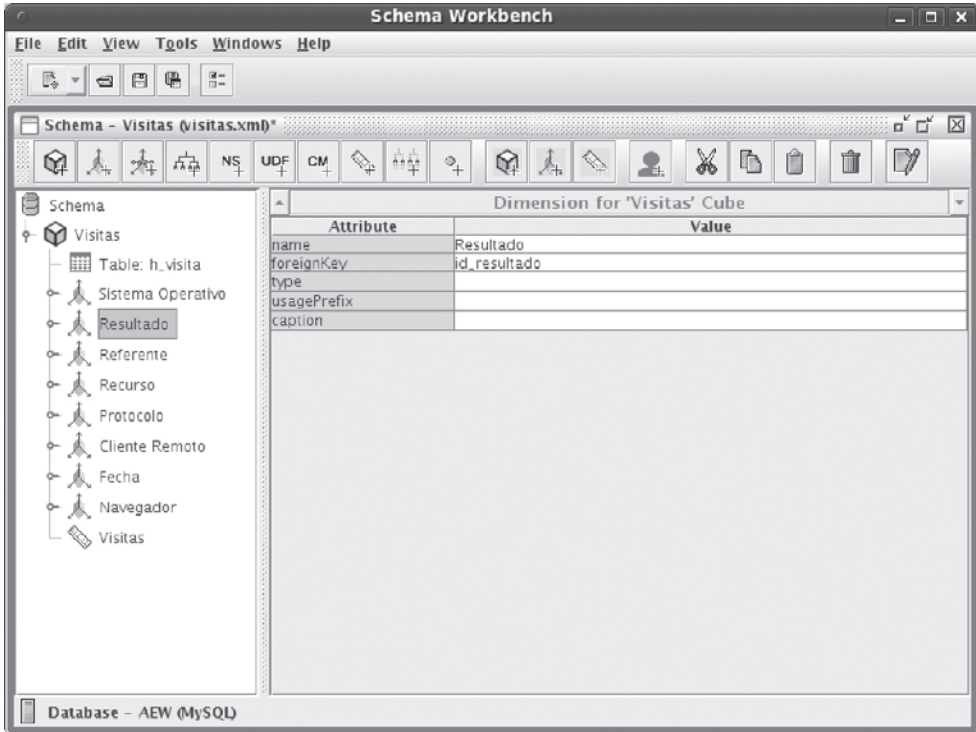 Schema Workbench
File Edit View Tools Windows Help
Schema - Visitas (visitas.xml)*
NS UDF CM
Schema
Visitas
Table: h_visita
Sistema Operativo
Resultado
Referente
Recurso
Protocolo
Cliente Remoto
Fecha
Navegador
Visitas
Dimension for 'Visitas' Cube
Attribute Value
name Resultado
foreignKey id_resultado
type
usagePrefix
caption
Database - AEW (MySQL)